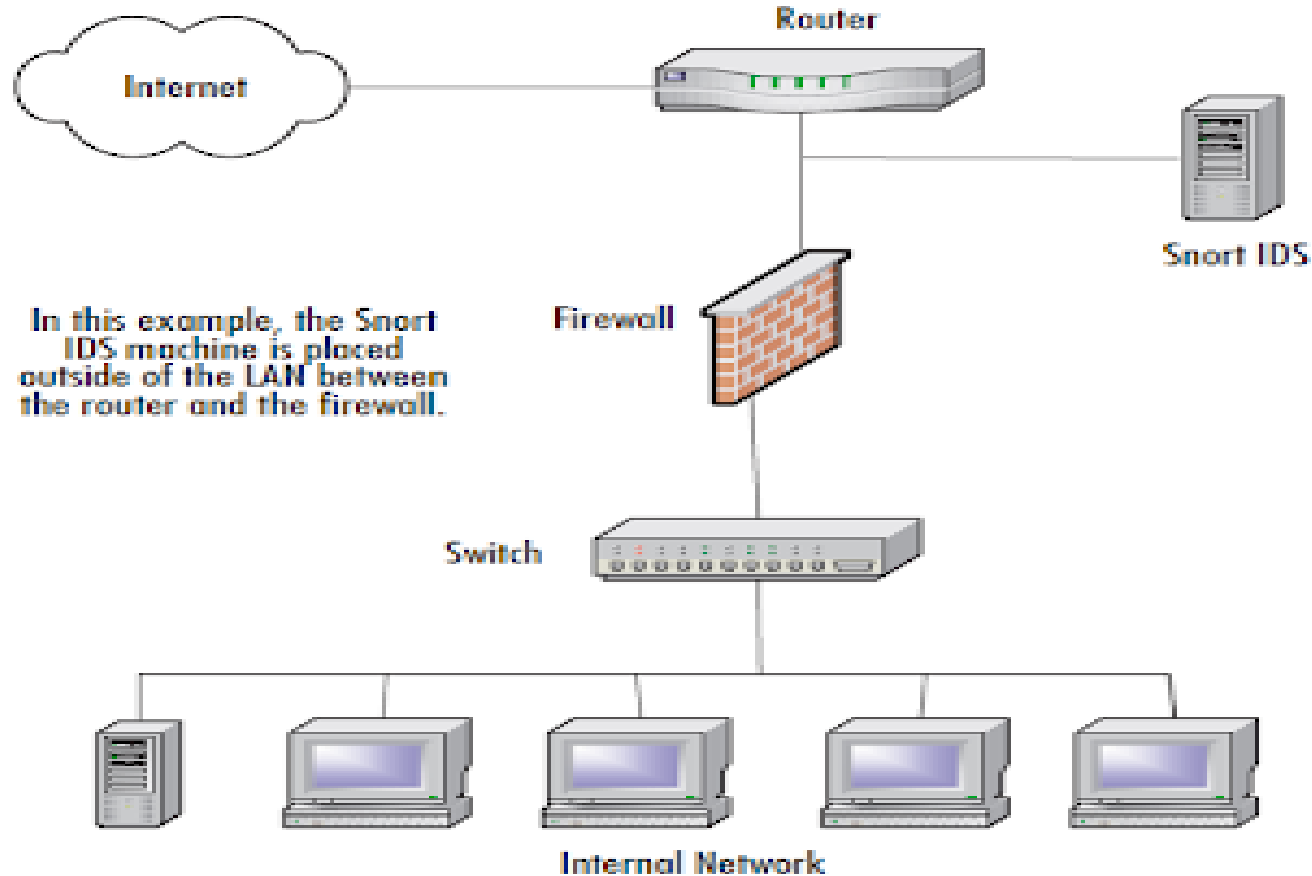 Router
Internet
Snort IDS
In this example, the Snort
IDS machine is placed
outside of the LAN between
the router and the firewall.
Firewall
Switch
Internal Network